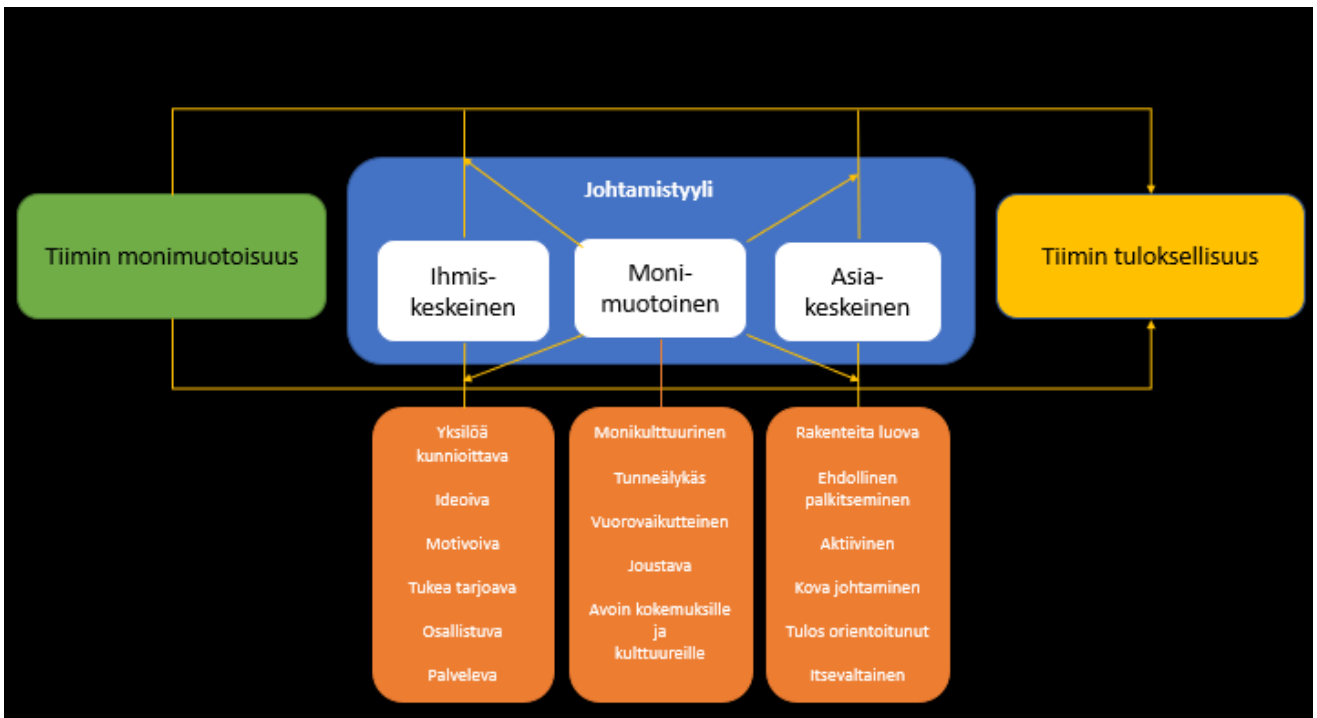 Johtamistyyli
Tiimin monimuotoisuus
Ihmis-
keskeinen
Moni-
muotoinen
Asia-
keskeinen
Tiimin tuloksellisuus
Yksilöä
kunnioittava
Ideoiva
Motivoiva
Tukea tarjoava
Osallistuva
Palveleva
Monikulttuurinen
Tunneälykäs
Vuorovaikutteinen
Joustava
Avoin kokemuksille
ja
kulttuureille
Rakenteita luova
Ehdollinen
palkitseminen
Aktiivinen
Kova johtaminen
Tulos orientoitunut
Itsevaltainen